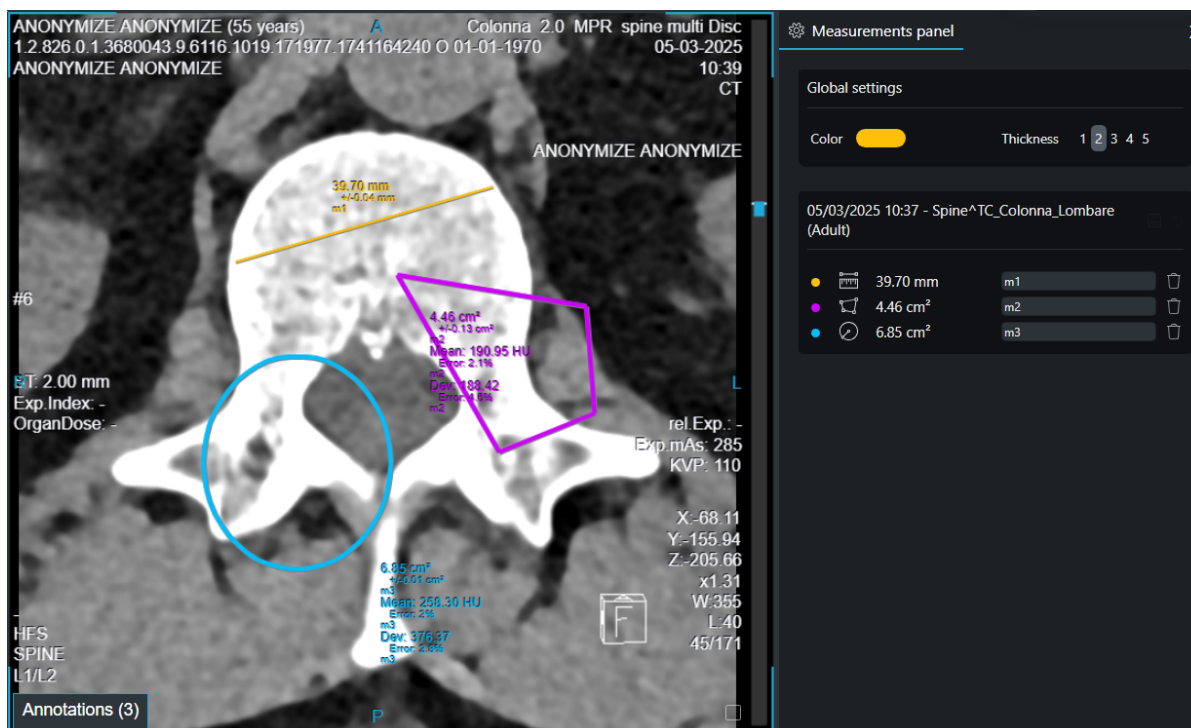 ANONYMIZE ANONYMIZE (55 years)
1.2.826.0.1.3680043.9.6116.1019.171977.1741164240 O 01-01-1970
ANONYMIZE ANONYMIZE
A
Colonna 2.0 MPR spine multi Disc
05-03-2025
10:39
CT
ANONYMIZE ANONYMIZE
39.70 mm
+/-0.04 mm
m1
#6
4.46 cm²
+/-0.13 cm²
m2
Mean: 190.95 HU
Error: 2.1%
m2
Dev: 188.42
Error: 4.6%
m2
ST: 2.00 mm
Exp.Index: -
OrganDose: -
L
rel.Exp.: -
Exp.mAs: 285
KVP: 110
X:-68.11
Y:-155.94
Z:-205.66
x1.31
W:355
L:40
45/171
6.85 cm²
+/-0.01 cm²
m3
Mean: 258.30 HU
Error: 2%
m3
Dev: 376.37
Error: 2.8%
m3
F
HFS
SPINE
L1/L2
Annotations (3)
P
Measurements panel
Global settings
Color
Thickness 1 2 3 4 5
05/03/2025 10:37 - Spine^TC_Colonna_Lombare
(Adult)
39.70 mm m1
4.46 cm² m2
6.85 cm² m3